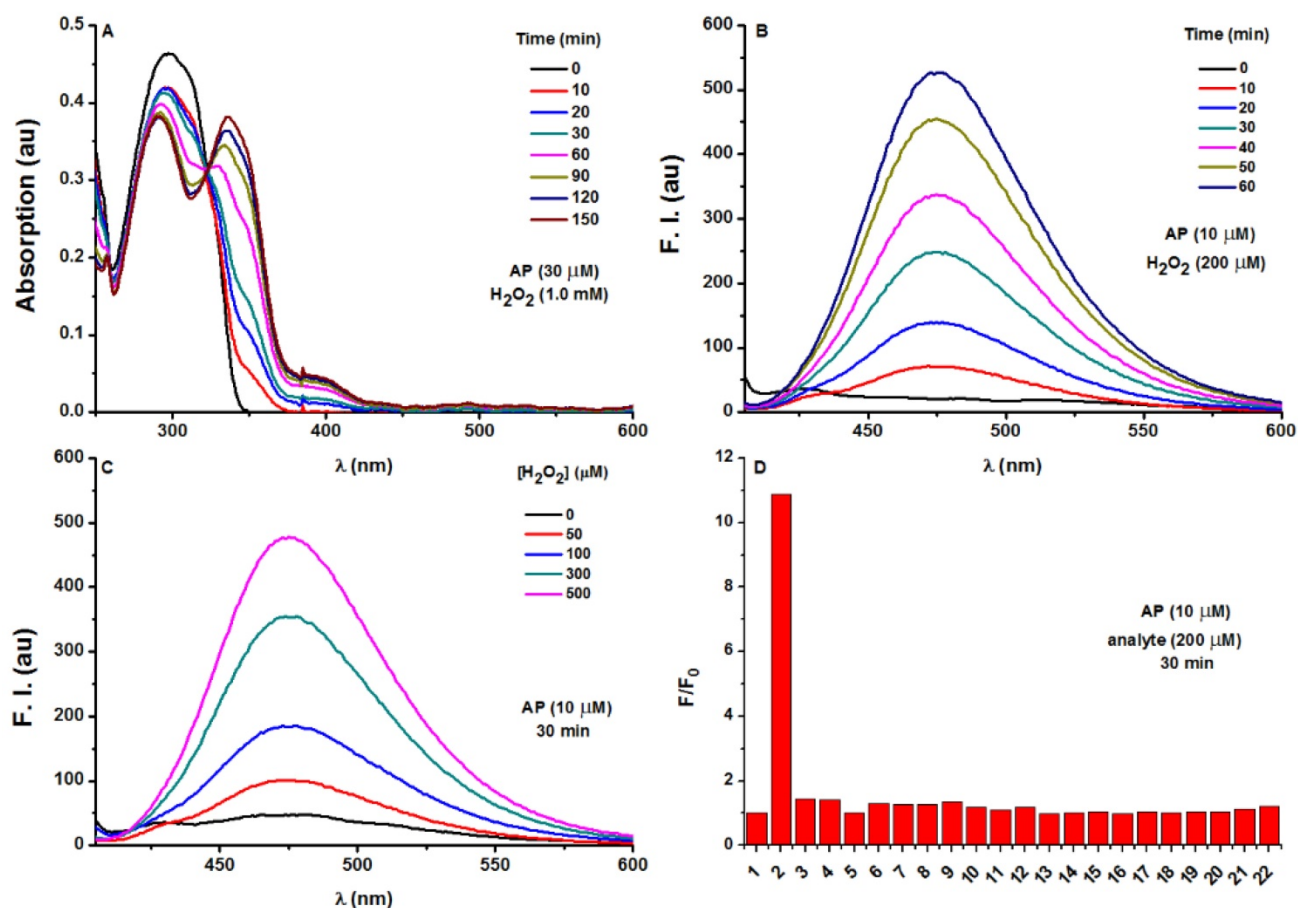 A
Time (min)
0
10
20
30
60
90
120
150
AP (30 μM)
H₂O₂ (1.0 mM)
Absorption (au)
0.5
0.4
0.3
0.2
0.1
0.0
300 400 500 600
λ (nm)
B
Time (min)
0
10
20
30
40
50
60
AP (10 μM)
H₂O₂ (200 μM)
F. I. (au)
600
500
400
300
200
100
0
450 500 550 600
λ (nm)
C
[H₂O₂] (μM)
0
50
100
300
500
AP (10 μM)
30 min
F. I. (au)
600
500
400
300
200
100
0
450 500 550 600
λ (nm)
D
AP (10 μM)
analyte (200 μM)
30 min
F/F₀
12
10
8
6
4
2
0
1 2 3 4 5 6 7 8 9 10 11 12 13 14 15 16 17 18 19 20 21 22